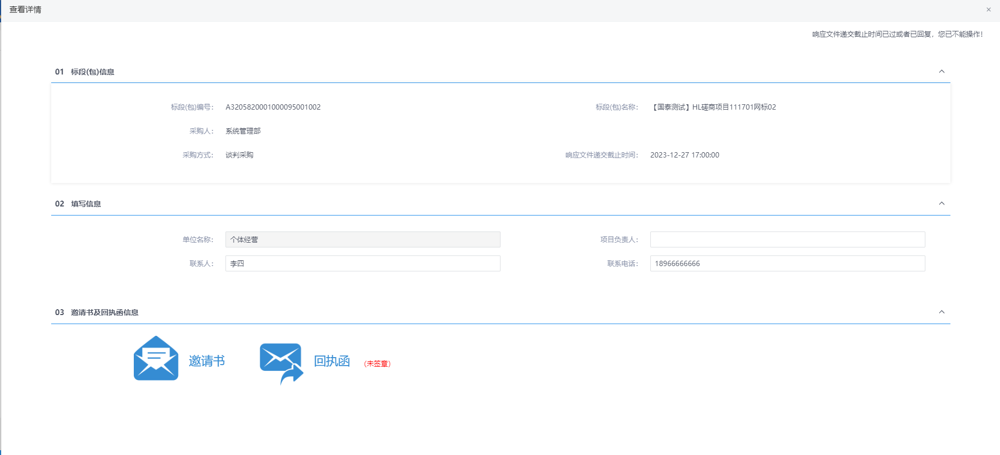 查看详情
×
响应文件递交截止时间已过或者已回复，您已不能操作！
01 标段(包)信息
标段(包)编号： A3205820001000095001002 标段(包)名称： 【国泰测试】HL磋商项目111701网标02
采购人： 系统管理部
采购方式： 谈判采购 响应文件递交截止时间： 2023-12-27 17:00:00
02 填写信息
单位名称： 个体经营 项目负责人：
联系人： 李四 联系电话： 18966666666
03 邀请书及回执函信息
邀请书 回执函 (未签章)